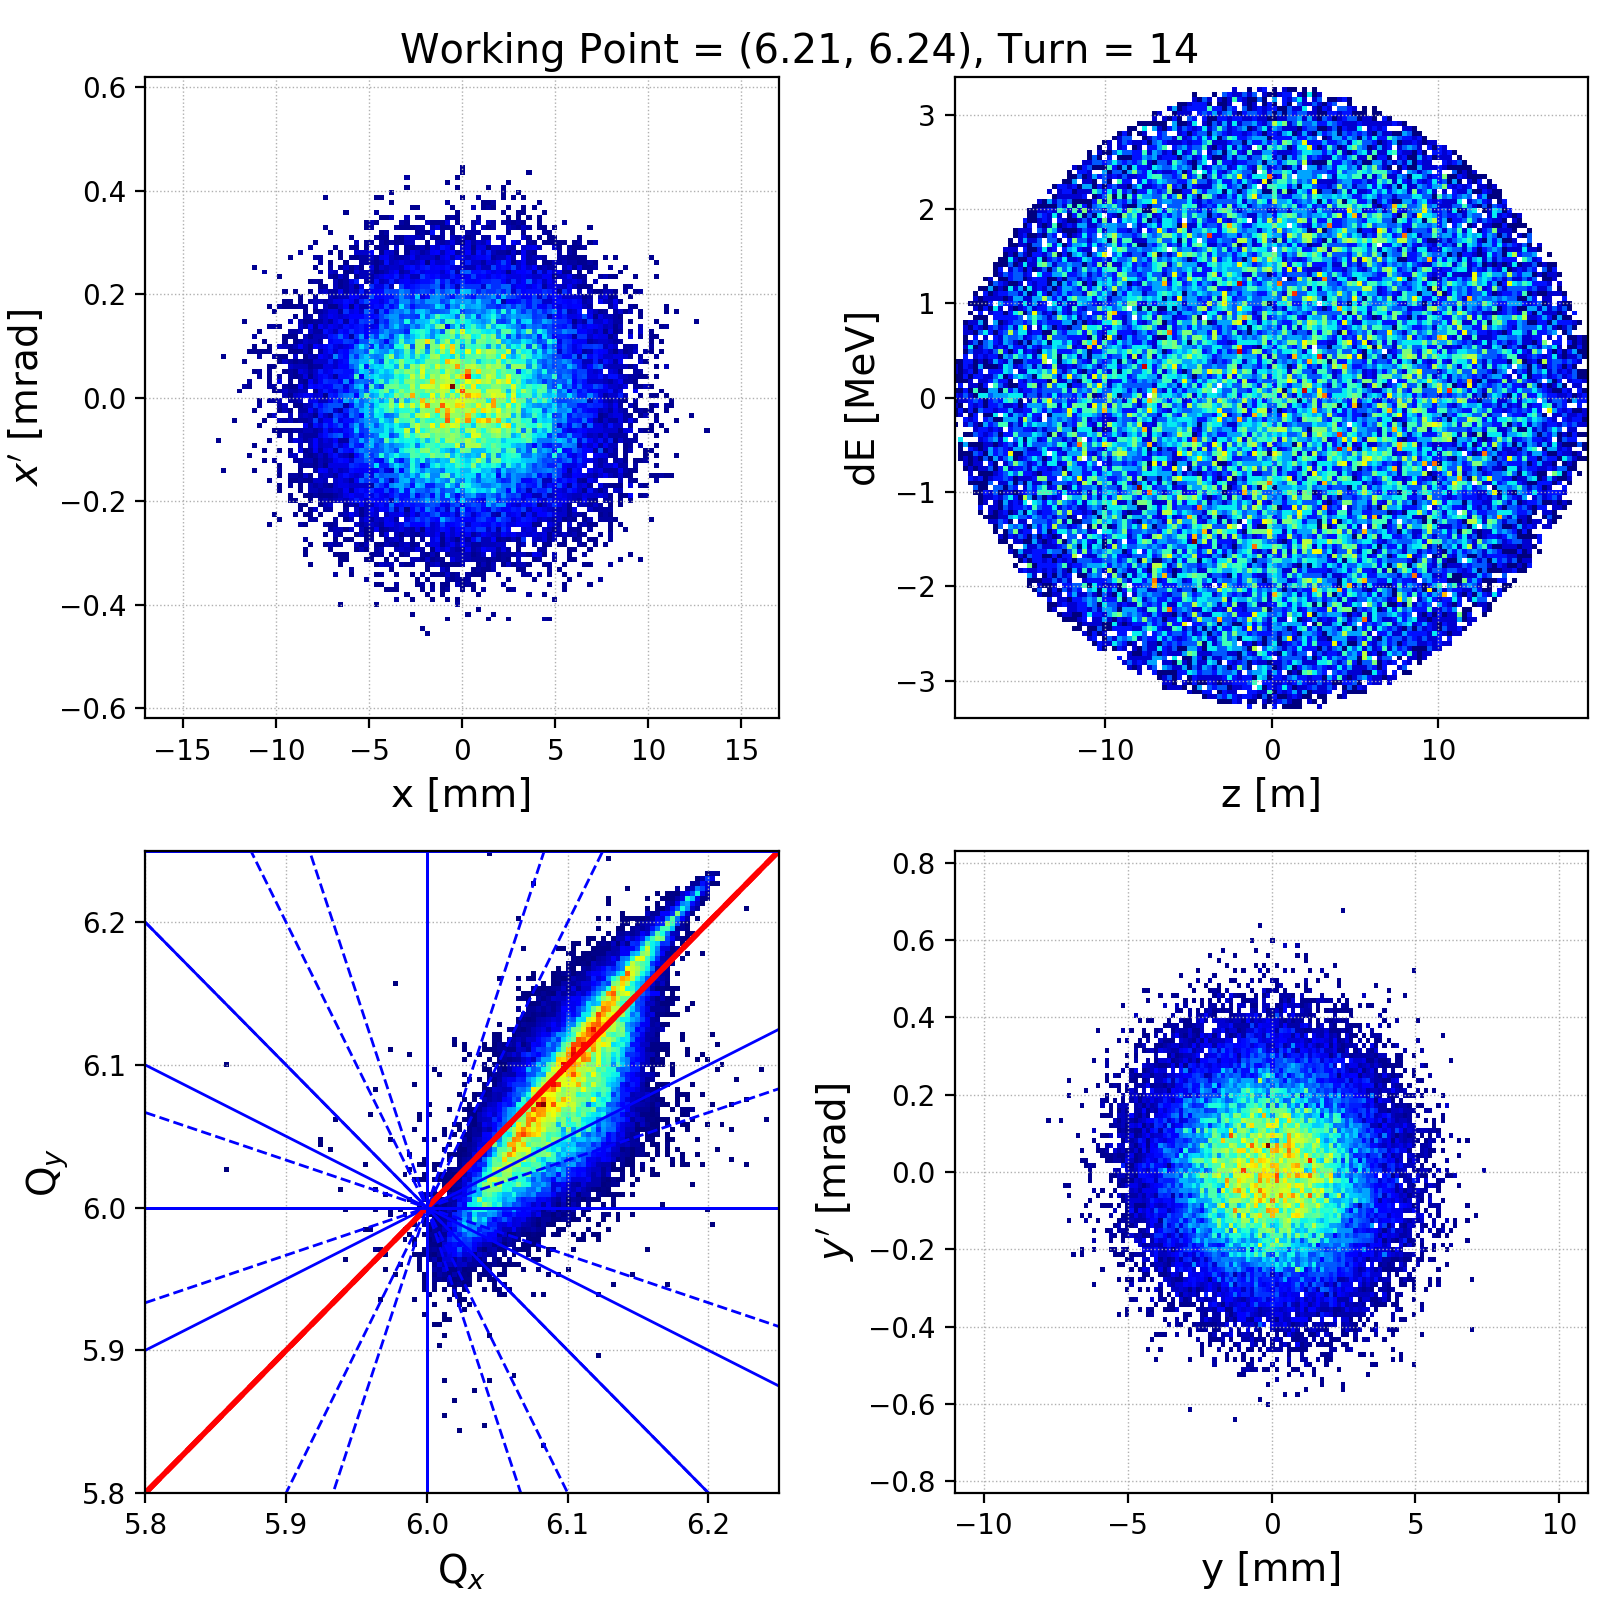 Working Point = (6.21, 6.24), Turn = 14
0.6
0.4
0.2
0.0
−0.2
−0.4
−0.6
x′ [mrad]
−15 −10 −5 0 5 10 15
x [mm]
3
2
1
0
−1
−2
−3
dE [MeV]
−10 0 10
z [m]
6.2
6.1
6.0
5.9
5.8
Qy
5.8 5.9 6.0 6.1 6.2
Qx
0.8
0.6
0.4
0.2
0.0
−0.2
−0.4
−0.6
−0.8
y′ [mrad]
−10 −5 0 5 10
y [mm]